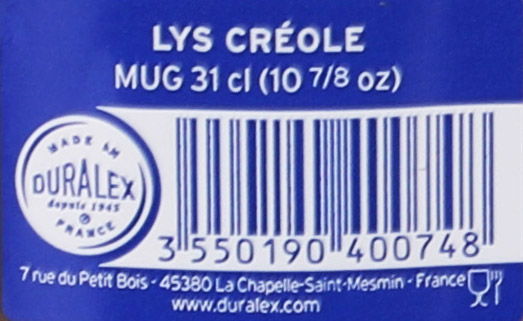 LYS CRÉOLE
MUG 31 cl (10 7/8 oz)
MADE IN
DURALEX
depuis 1945
FRANCE
3 550190 400748
7 rue du Petit Bois - 45380 La Chapelle-Saint-Mesmin - France
www.duralex.com